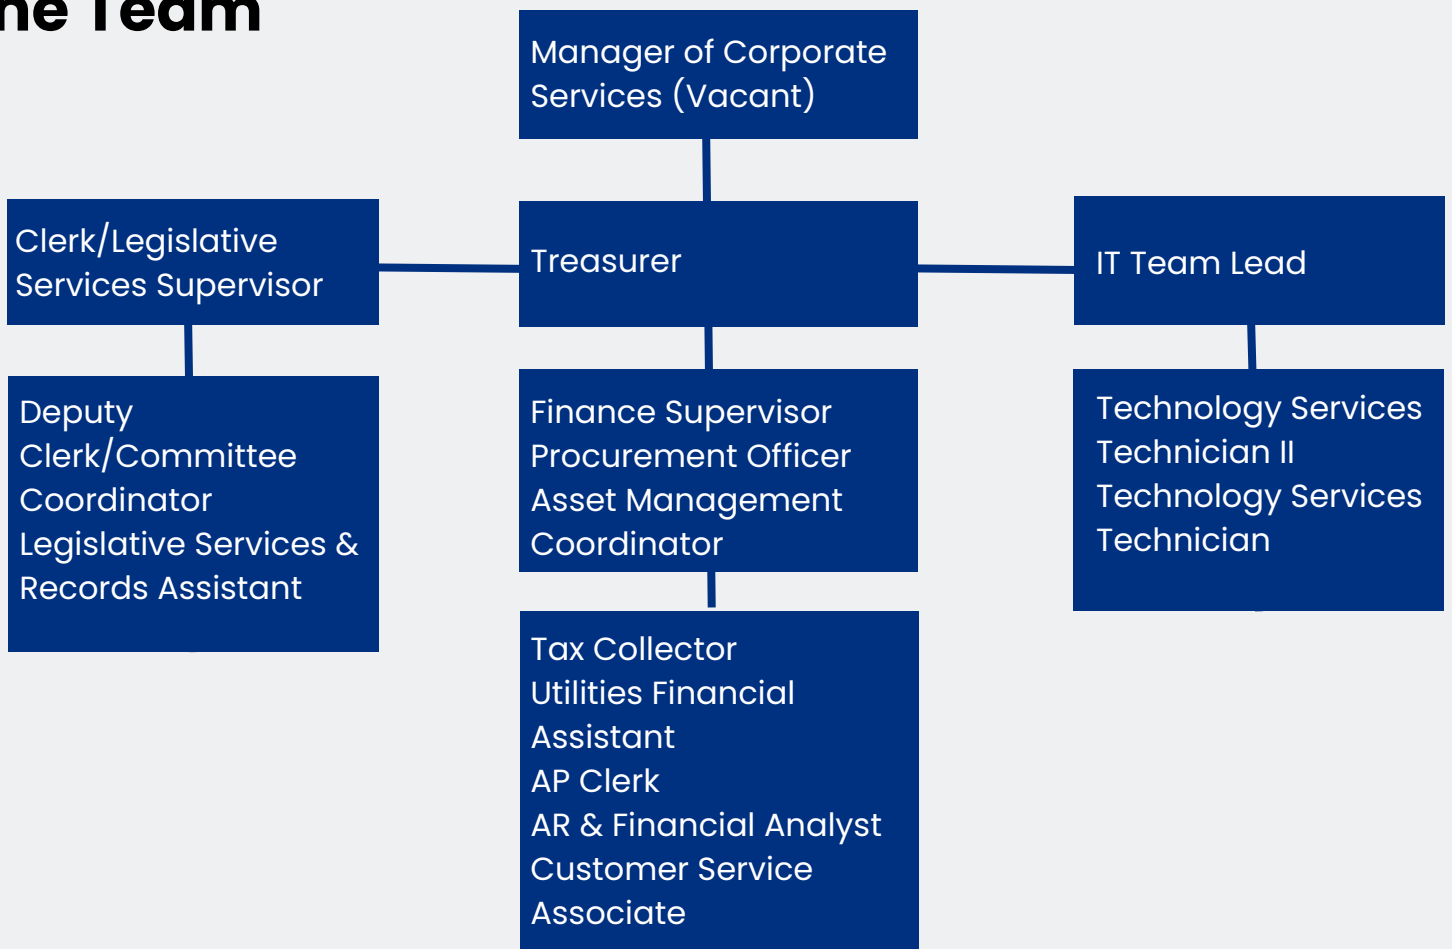 ne Team
Manager of Corporate
Services (Vacant)
Clerk/Legislative
Services Supervisor
Treasurer
IT Team Lead
Deputy
Clerk/Committee
Coordinator
Legislative Services &
Records Assistant
Finance Supervisor
Procurement Officer
Asset Management
Coordinator
Technology Services
Technician II
Technology Services
Technician
Tax Collector
Utilities Financial
Assistant
AP Clerk
AR & Financial Analyst
Customer Service
Associate